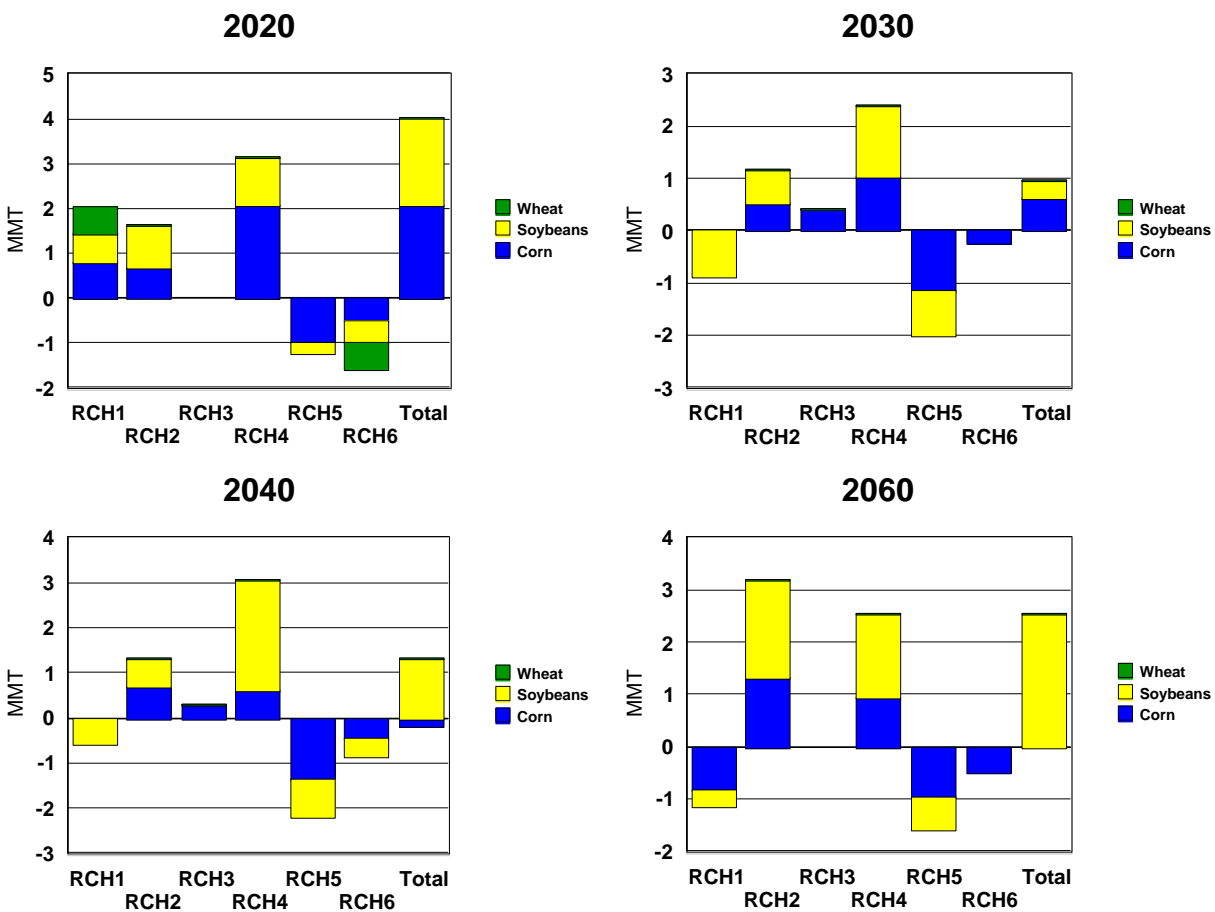 2020
5
4
3
2
1
0
-1
-2
MMT
RCH1 RCH3 RCH5 Total
RCH2 RCH4 RCH6
Wheat
Soybeans
Corn
2030
3
2
1
0
-1
-2
-3
MMT
RCH1 RCH3 RCH5 Total
RCH2 RCH4 RCH6
Wheat
Soybeans
Corn
2040
4
3
2
1
0
-1
-2
-3
MMT
RCH1 RCH3 RCH5 Total
RCH2 RCH4 RCH6
Wheat
Soybeans
Corn
2060
4
3
2
1
0
-1
-2
MMT
RCH1 RCH3 RCH5 Total
RCH2 RCH4 RCH6
Wheat
Soybeans
Corn